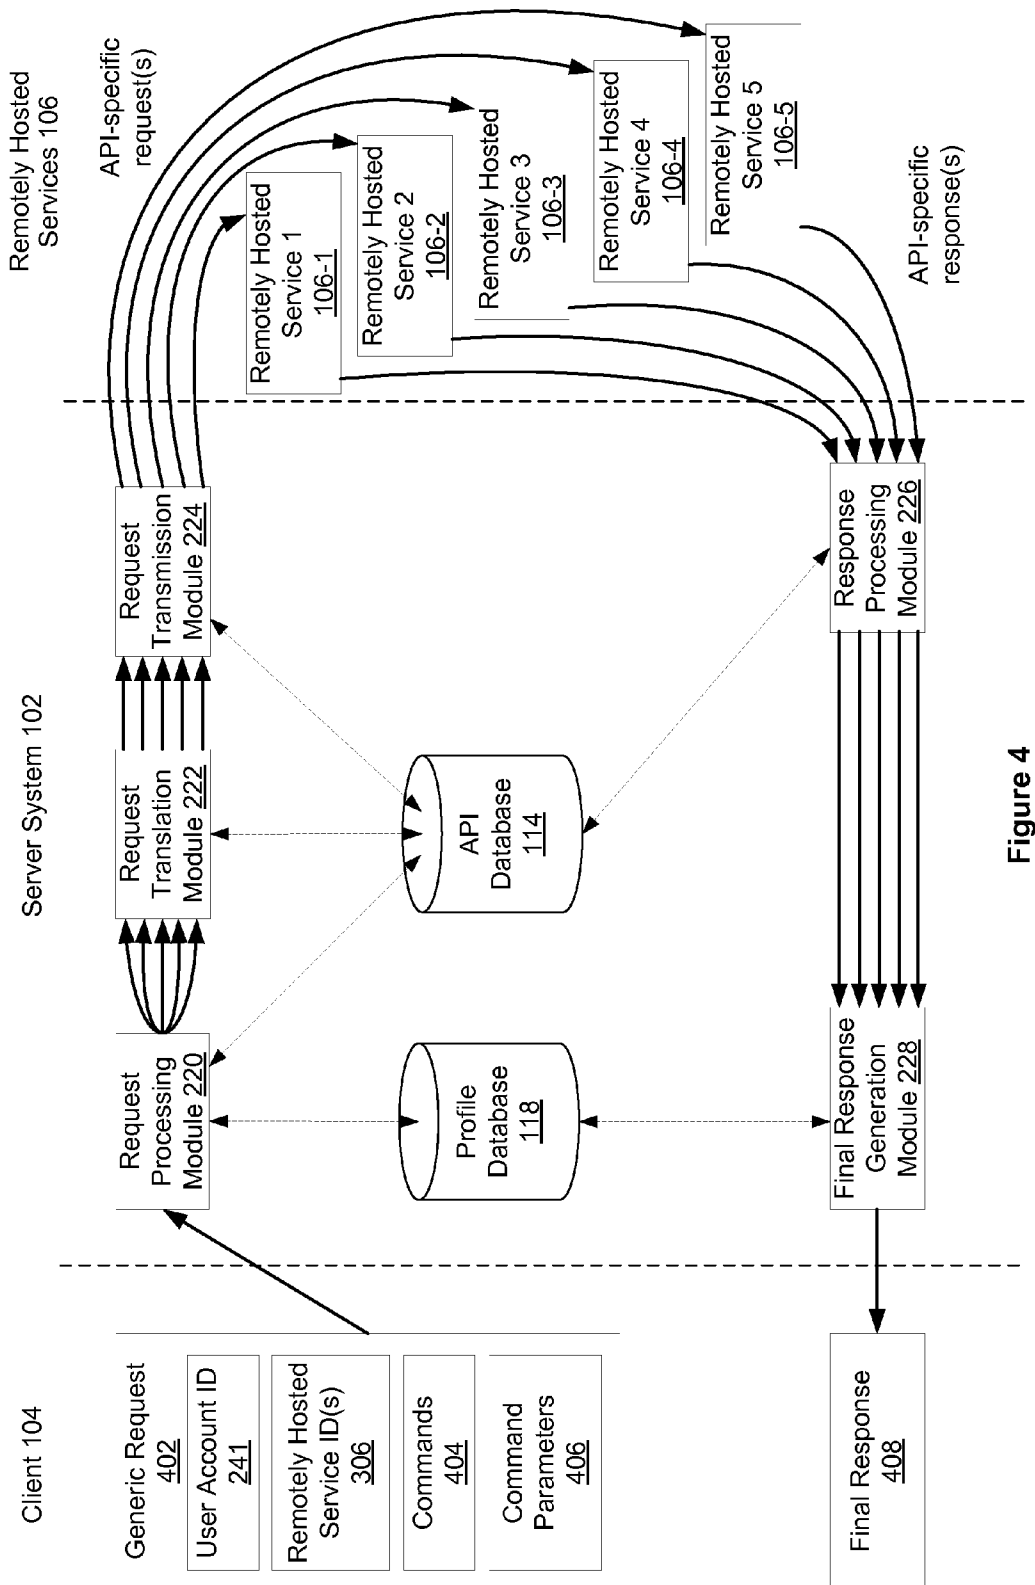 Client 104
Server System 102
Remotely Hosted
Services 106
Generic Request
402
User Account ID
241
Remotely Hosted
Service ID(s)
306
Commands
404
Command
Parameters
406
Request
Processing
Module 220
Request
Translation
Module 222
Request
Transmission
Module 224
API-specific
request(s)
Remotely Hosted
Service 1
106-1
Remotely Hosted
Service 2
106-2
Remotely Hosted
Service 3
106-3
Remotely Hosted
Service 4
106-4
Remotely Hosted
Service 5
106-5
Profile
Database
118
API
Database
114
Final Response
408
Final Response
Generation
Module 228
Response
Processing
Module 226
API-specific
response(s)
Figure 4